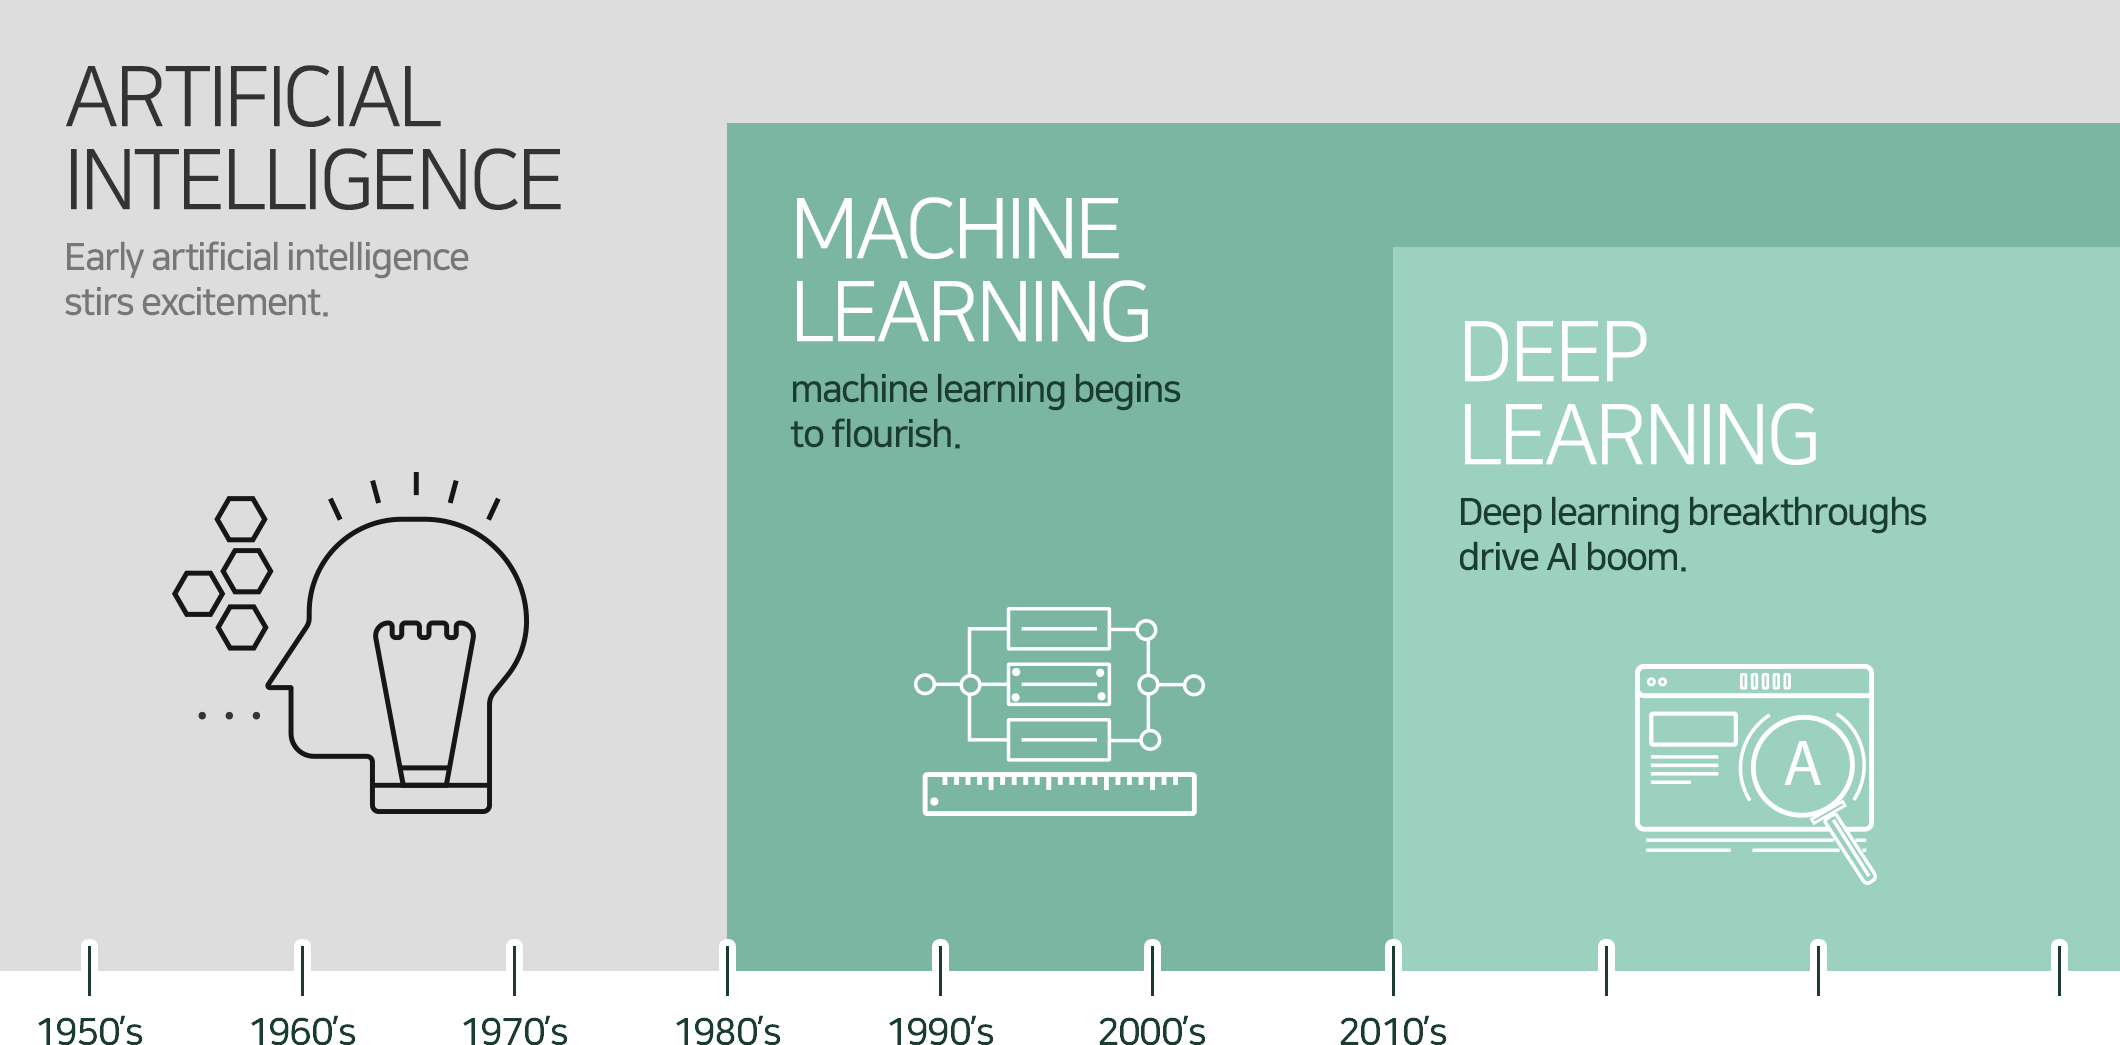 ARTIFICIAL
INTELLIGENCE
Early artificial intelligence
stirs excitement.
MACHINE
LEARNING
machine learning begins
to flourish.
DEEP
LEARNING
Deep learning breakthroughs
drive AI boom.
A
1950's
1960's
1970's
1980's
1990's
2000's
2010's